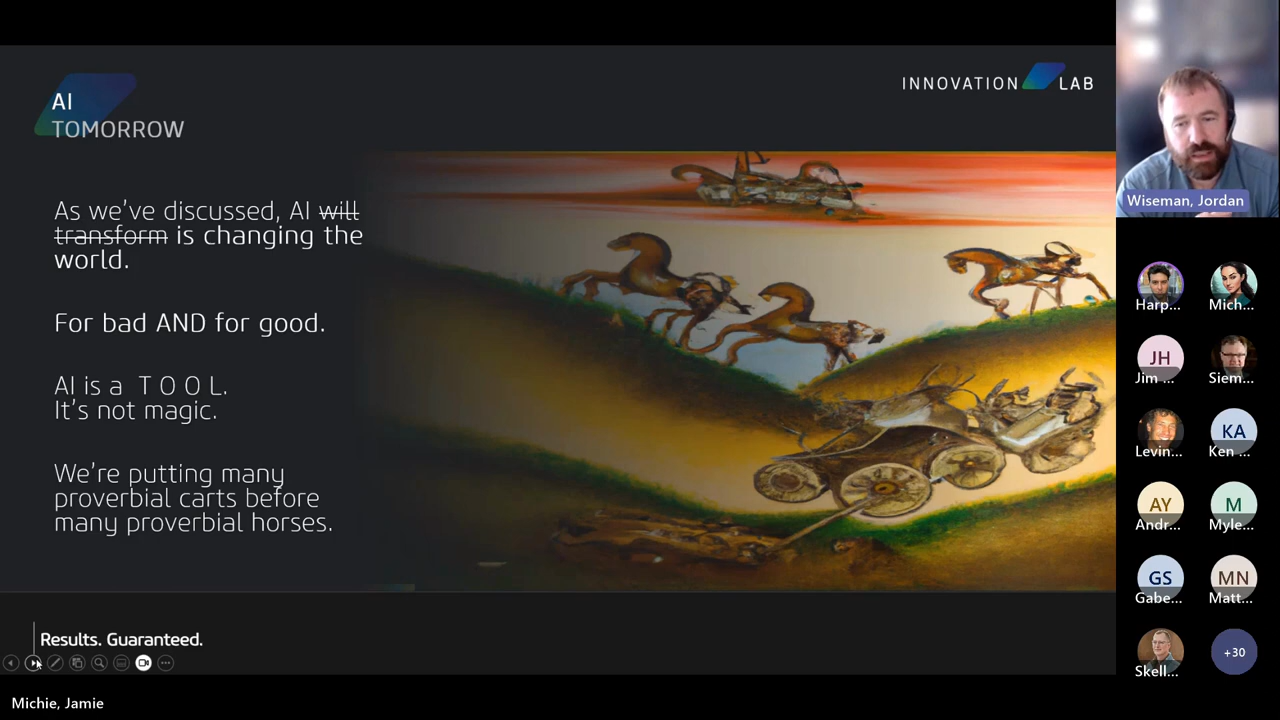 AI
TOMORROW
INNOVATION LAB
As we've discussed, AI will
transform is changing the
world.
For bad AND for good.
AI is a T O O L.
It's not magic.
We're putting many
proverbial carts before
many proverbial horses.
Results. Guaranteed.
Michie, Jamie
Wiseman, Jordan
Harp...
Mich...
JH
Jim ...
Siem...
Levin...
KA
Ken ...
AY
Andr...
M
Myle...
GS
Gabe...
MN
Matt...
Skell...
+30